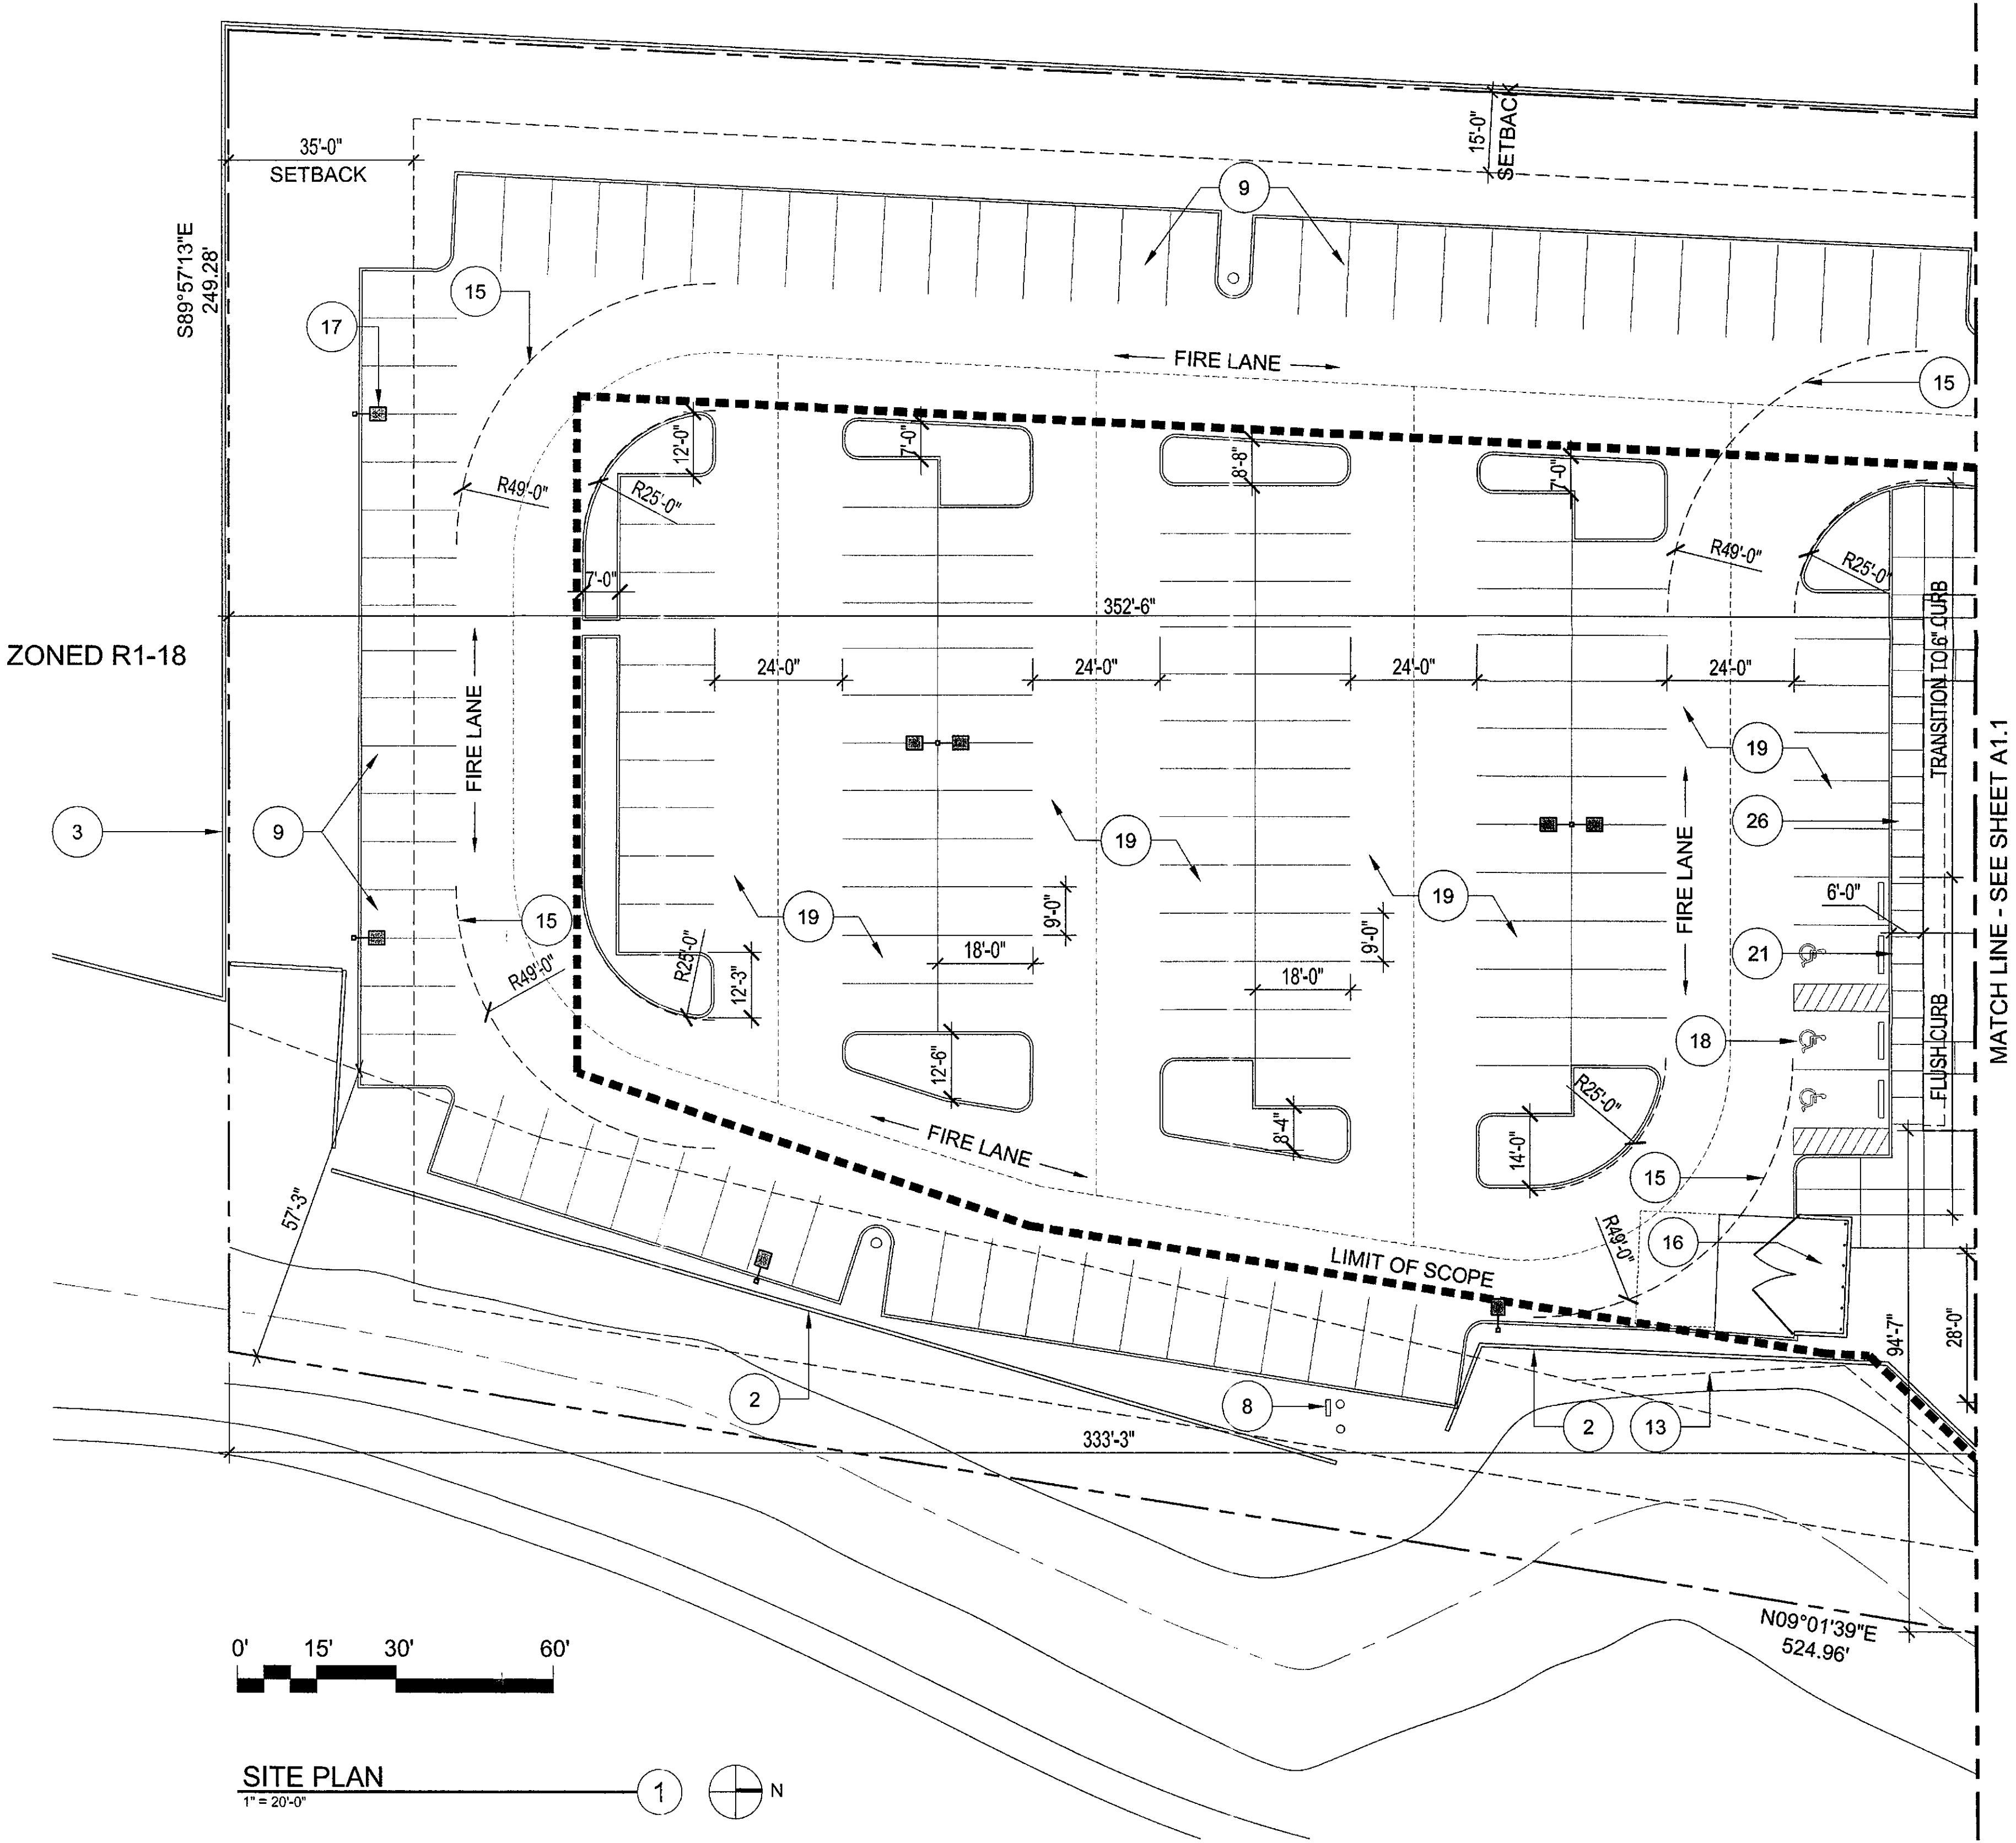 15'-0"
SETBACK
35'-0"
SETBACK
9
S89°57'13"E
249.28'
15
17
FIRE LANE
15
12'-0"
7'-0"
8'-8"
7'-0"
R49'-0"
R25'-0"
R49'-0"
R25'-0"
7'-0"
352'-6"
TRANSITION TO 6" CURB
ZONED R1-18
24'-0"
24'-0"
24'-0"
24'-0"
FIRE LANE
19
MATCH LINE - SEE SHEET A1.1
3
9
19
26
FIRE LANE
19
19
9'-0"
9'-0"
6'-0"
15
18'-0"
21
R49'-0"
R25'-0"
12'-3"
18'-0"
FLUSH CURB
18
12'-6"
R25'-0"
8'-4"
14'-0"
FIRE LANE
15
57'-3"
R49'-0"
16
LIMIT OF SCOPE
94'-7"
28'-0"
2
8
2
13
333'-3"
N09°01'39"E
524.96'
0' 15' 30' 60'
SITE PLAN
1
N
1" = 20'-0"